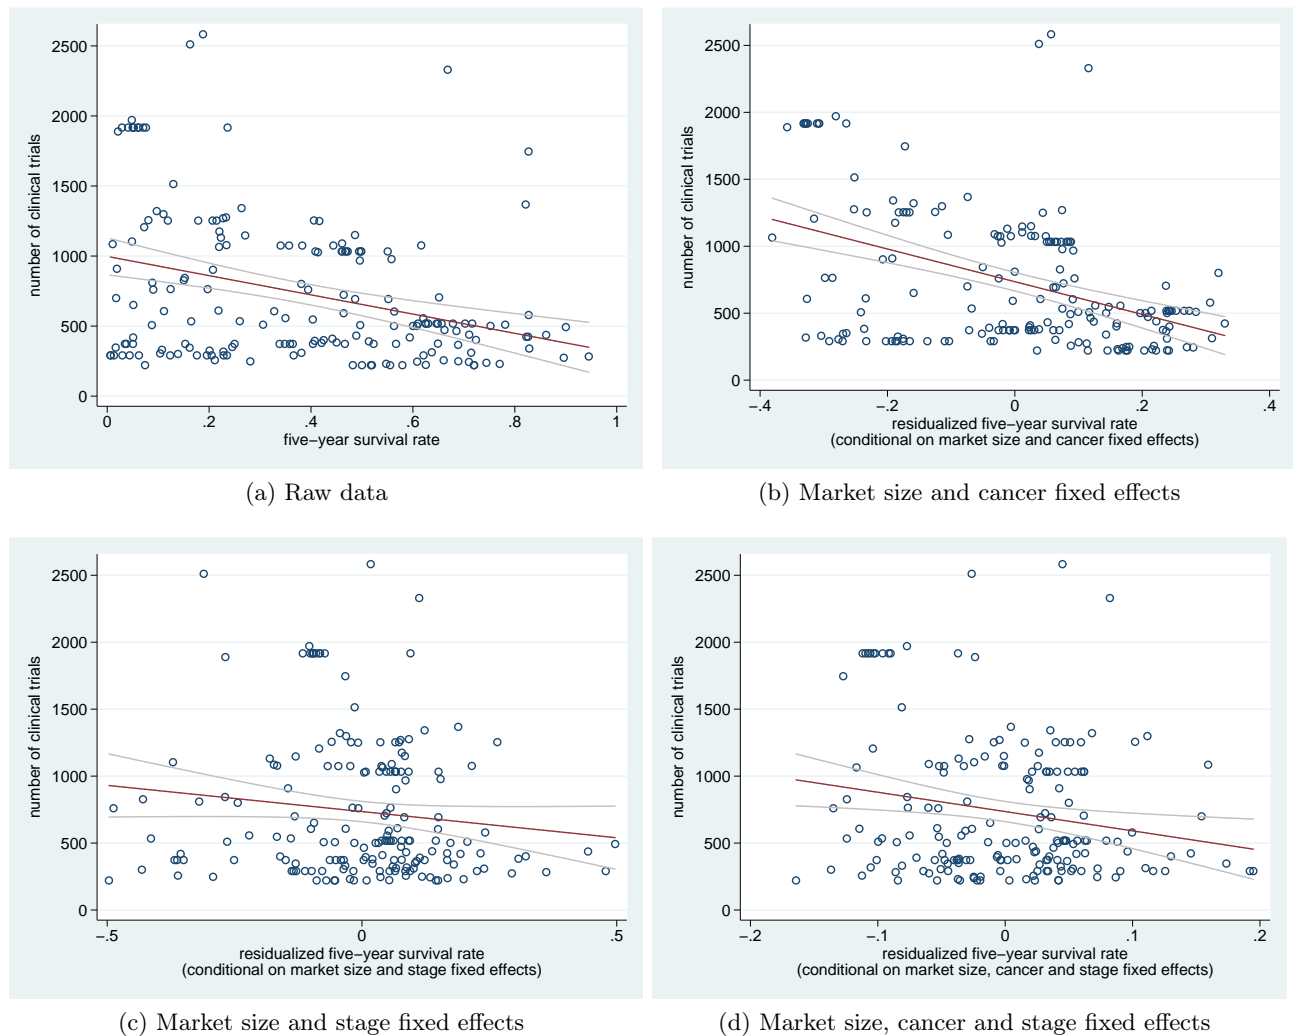 2500
2000
1500
1000
500
0
number of clinical trials
0 .2 .4 .6 .8 1
five−year survival rate
(a) Raw data
2500
2000
1500
1000
500
0
number of clinical trials
−.4 −.2 0 .2 .4
residualized five−year survival rate
(conditional on market size and cancer fixed effects)
(b) Market size and cancer fixed effects
2500
2000
1500
1000
500
0
number of clinical trials
−.5 0 .5
residualized five−year survival rate
(conditional on market size and stage fixed effects)
(c) Market size and stage fixed effects
2500
2000
1500
1000
500
0
number of clinical trials
−.2 −.1 0 .1 .2
residualized five−year survival rate
(conditional on market size, cancer and stage fixed effects)
(d) Market size, cancer and stage fixed effects